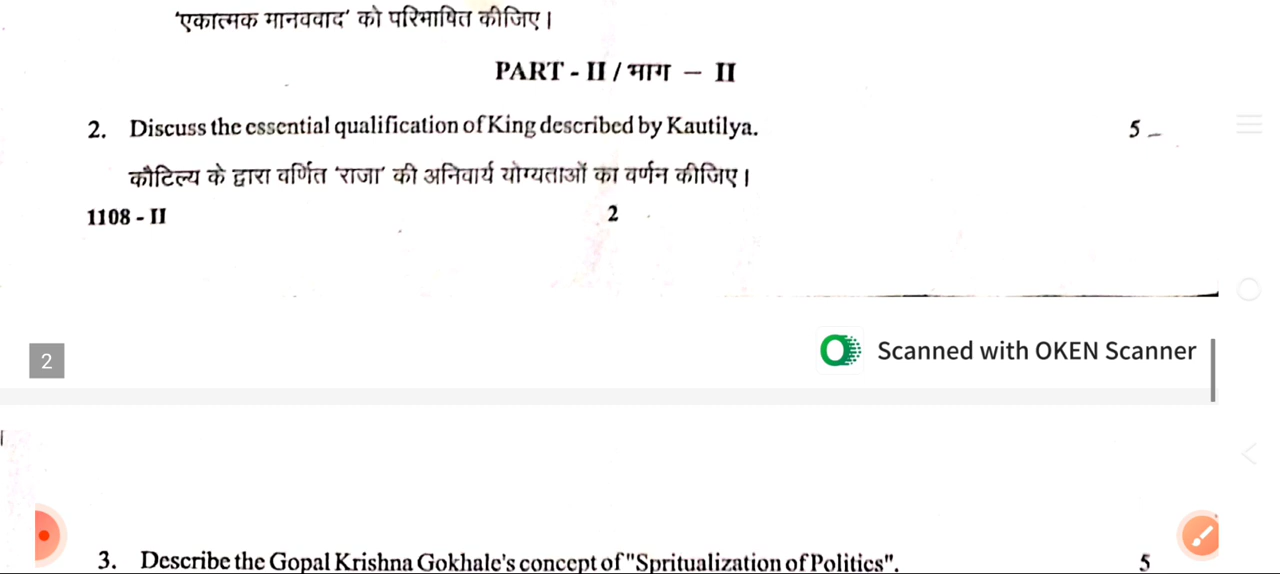 'एकात्मक मानववाद' को परिभाषित कीजिए।
PART - II / भाग – II
2. Discuss the essential qualification of King described by Kautilya. 5 –
कौटिल्य के द्वारा वर्णित 'राजा' की अनिवार्य योग्यताओं का वर्णन कीजिए।
1108 - II 2
Scanned with OKEN Scanner
2
3. Describe the Gopal Krishna Gokhale's concept of "Spritualization of Politics". 5